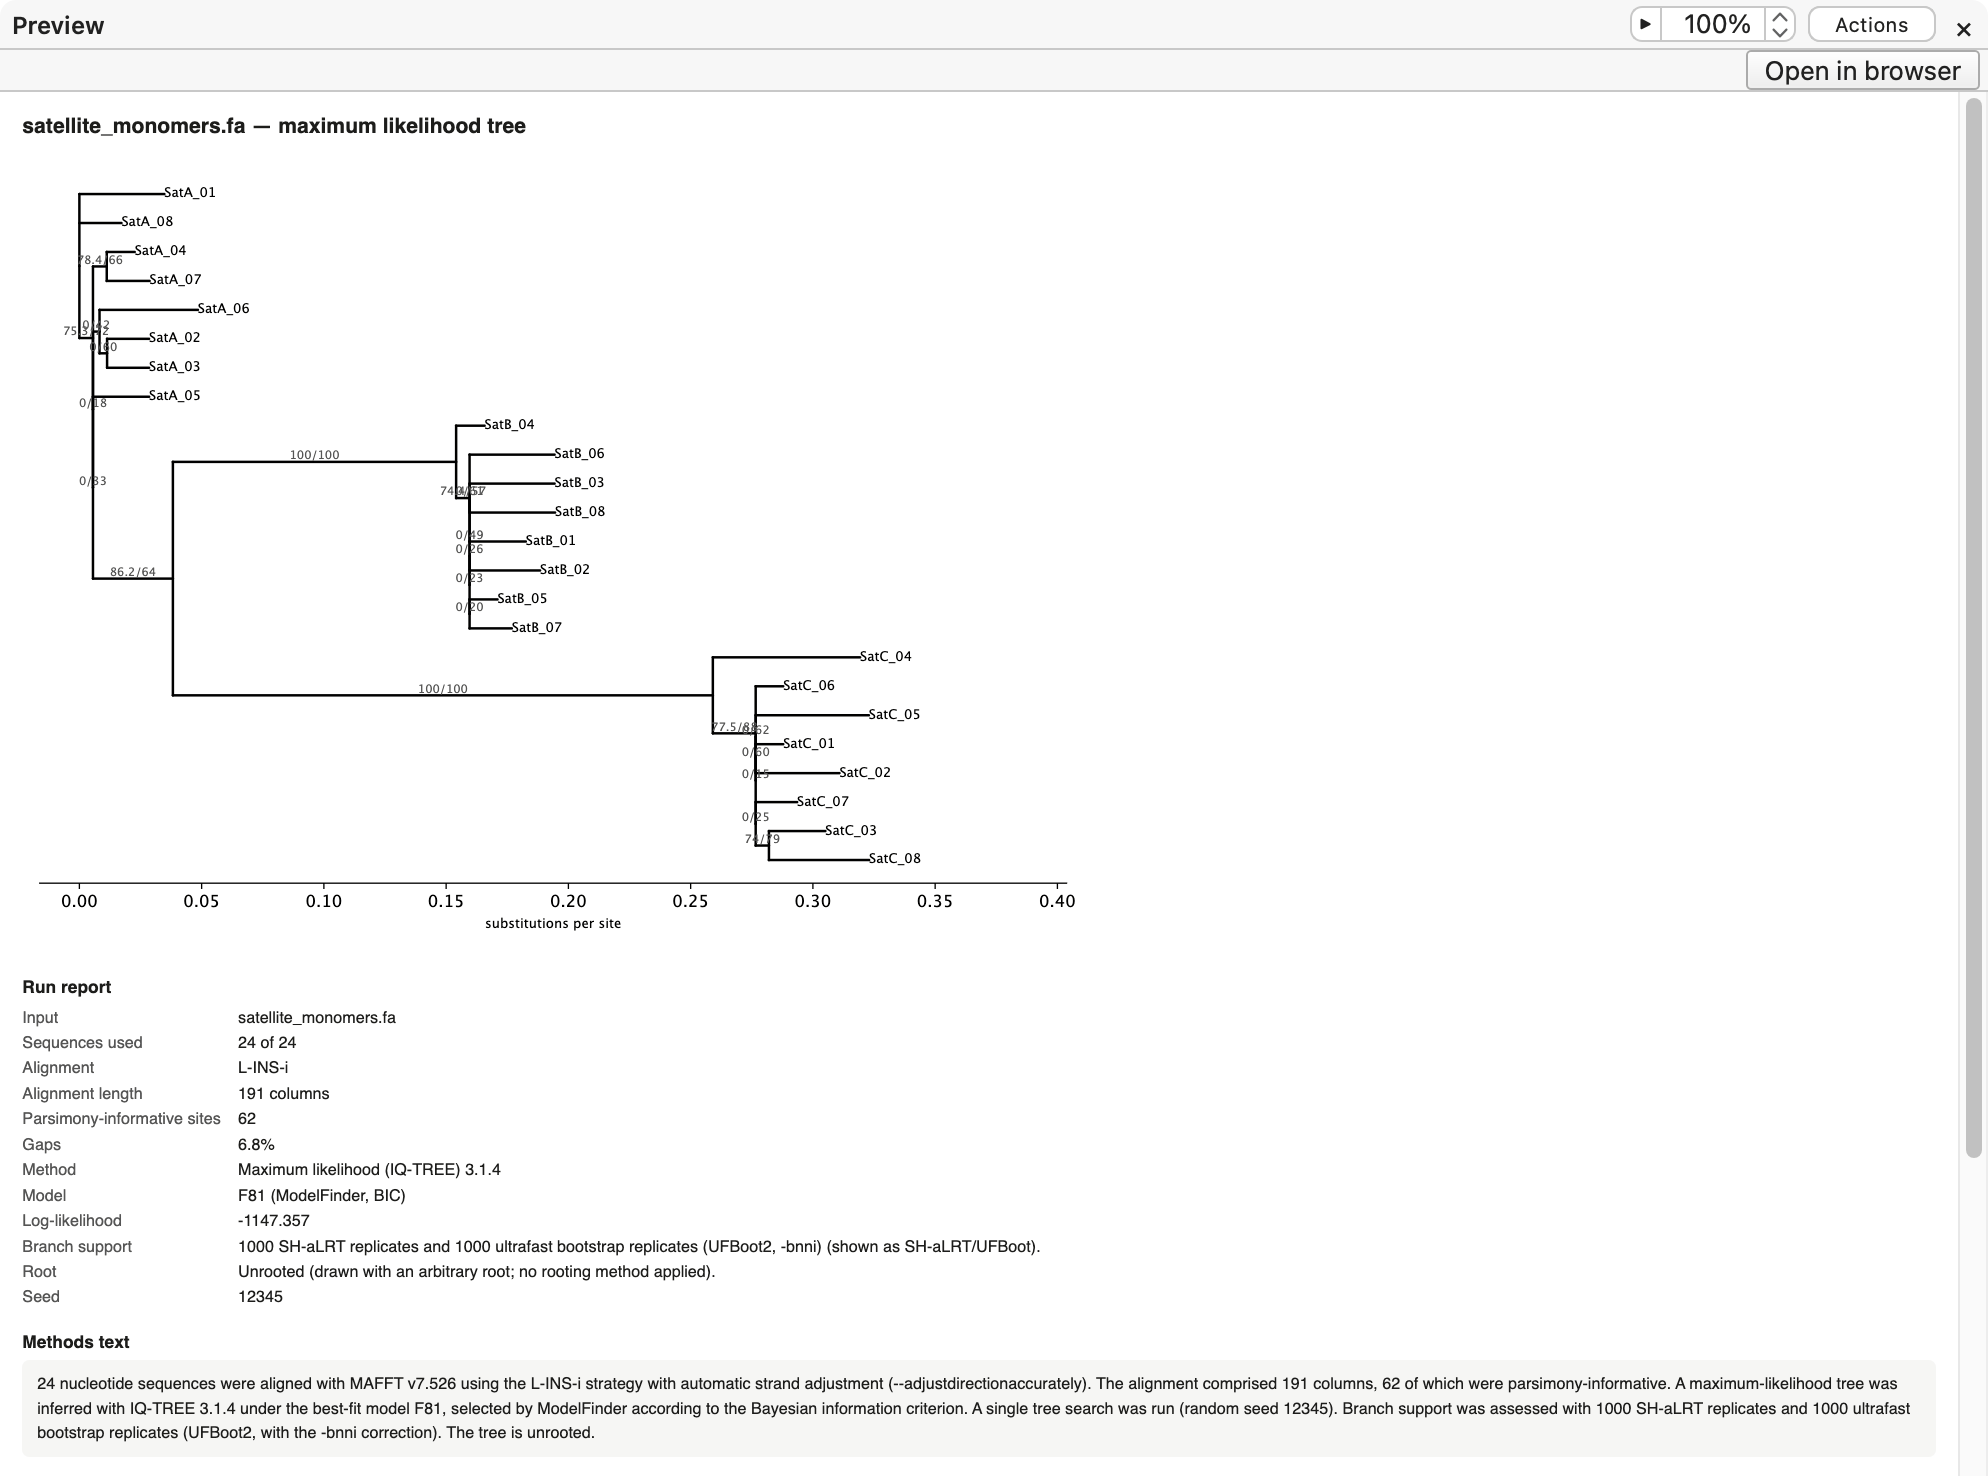 Preview
100%
Actions
Open in browser
satellite_monomers.fa — maximum likelihood tree
SatA_01
SatA_08
SatA_04
78.4/66
SatA_07
SatA_06
SatA_02
0/60
SatA_03
SatA_05
0/18
SatB_04
100/100
SatB_06
0/33
SatB_03
SatB_08
0/49
SatB_01
0/26
86.2/64
SatB_02
0/23
SatB_05
0/20
SatB_07
SatC_04
100/100
SatC_06
SatC_05
SatC_01
0/60
0/15
SatC_02
SatC_07
0/25
SatC_03
74/79
SatC_08
0.00 0.05 0.10 0.15 0.20 0.25 0.30 0.35 0.40
substitutions per site
Run report
Input satellite_monomers.fa
Sequences used 24 of 24
Alignment L-INS-i
Alignment length 191 columns
Parsimony-informative sites 62
Gaps 6.8%
Method Maximum likelihood (IQ-TREE) 3.1.4
Model F81 (ModelFinder, BIC)
Log-likelihood -1147.357
Branch support 1000 SH-aLRT replicates and 1000 ultrafast bootstrap replicates (UFBoot2, -bnni) (shown as SH-aLRT/UFBoot).
Root Unrooted (drawn with an arbitrary root; no rooting method applied).
Seed 12345
Methods text
24 nucleotide sequences were aligned with MAFFT v7.526 using the L-INS-i strategy with automatic strand adjustment (--adjustdirectionaccurately). The alignment comprised 191 columns, 62 of which were parsimony-informative. A maximum-likelihood tree was
inferred with IQ-TREE 3.1.4 under the best-fit model F81, selected by ModelFinder according to the Bayesian information criterion. A single tree search was run (random seed 12345). Branch support was assessed with 1000 SH-aLRT replicates and 1000 ultrafast
bootstrap replicates (UFBoot2, with the -bnni correction). The tree is unrooted.